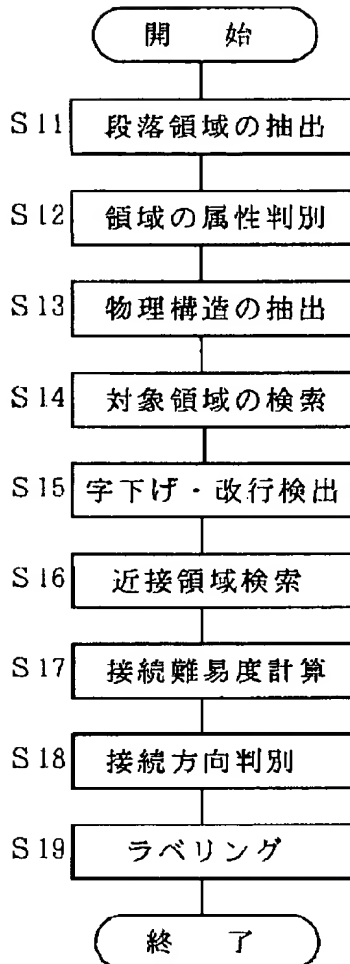 開 始
S11 段落領域の抽出
S12 領域の属性判別
S13 物理構造の抽出
S14 対象領域の検索
S15 字下げ・改行検出
S16 近接領域検索
S17 接続難易度計算
S18 接続方向判別
S19 ラベリング
終 了